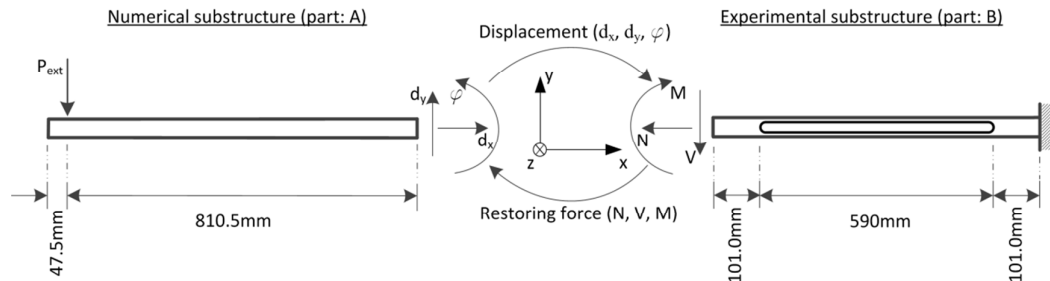 Numerical substructure (part: A)
Experimental substructure (part: B)
Displacement (dx, dy, φ)
Pext
dy
φ
dx
y
z
x
M
N
V
Restoring force (N, V, M)
47.5mm
810.5mm
101.0mm
590mm
101.0mm